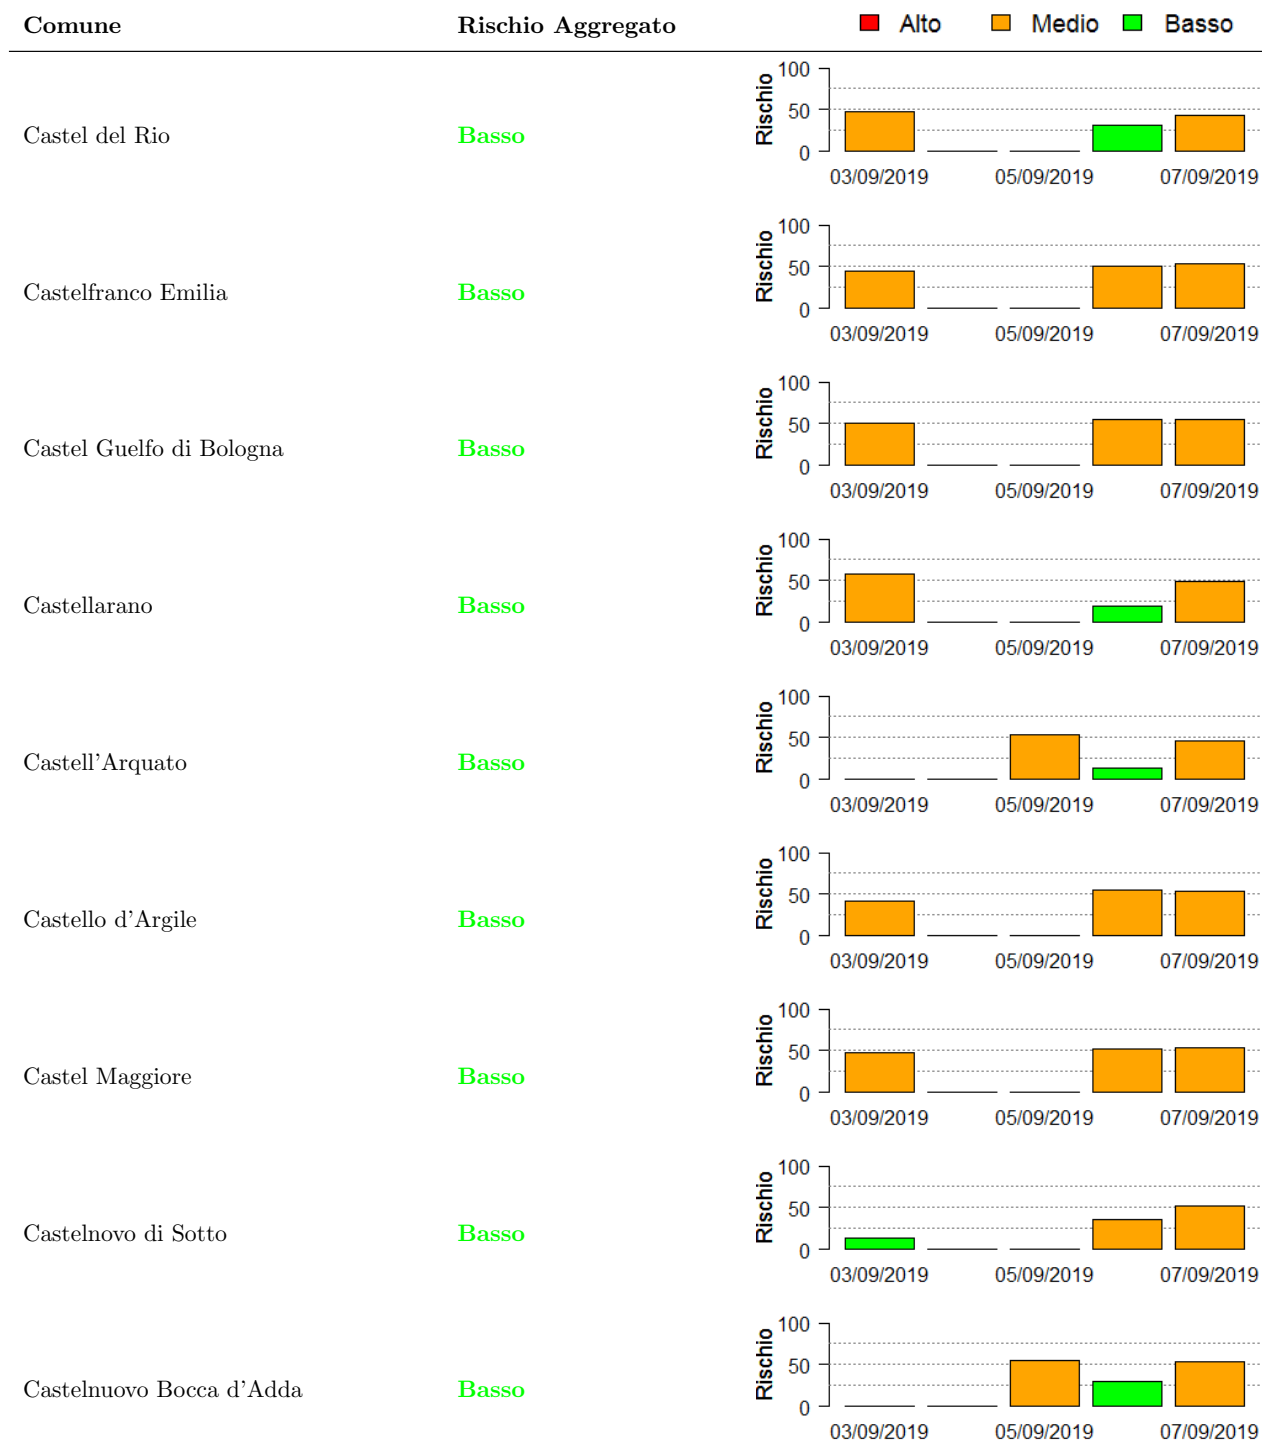 Comune Rischio Aggregato Alto Medio Basso
100
50
0
Rischio
Castel del Rio Basso
03/09/2019 05/09/2019 07/09/2019
100
50
0
Rischio
Castelfranco Emilia Basso
03/09/2019 05/09/2019 07/09/2019
100
50
0
Rischio
Castel Guelfo di Bologna Basso
03/09/2019 05/09/2019 07/09/2019
100
50
0
Rischio
Castellarano Basso
03/09/2019 05/09/2019 07/09/2019
100
50
0
Rischio
Castell'Arquato Basso
03/09/2019 05/09/2019 07/09/2019
100
50
0
Rischio
Castello d'Argile Basso
03/09/2019 05/09/2019 07/09/2019
100
50
0
Rischio
Castel Maggiore Basso
03/09/2019 05/09/2019 07/09/2019
100
50
0
Rischio
Castelnovo di Sotto Basso
03/09/2019 05/09/2019 07/09/2019
100
50
0
Rischio
Castelnuovo Bocca d'Adda Basso
03/09/2019 05/09/2019 07/09/2019